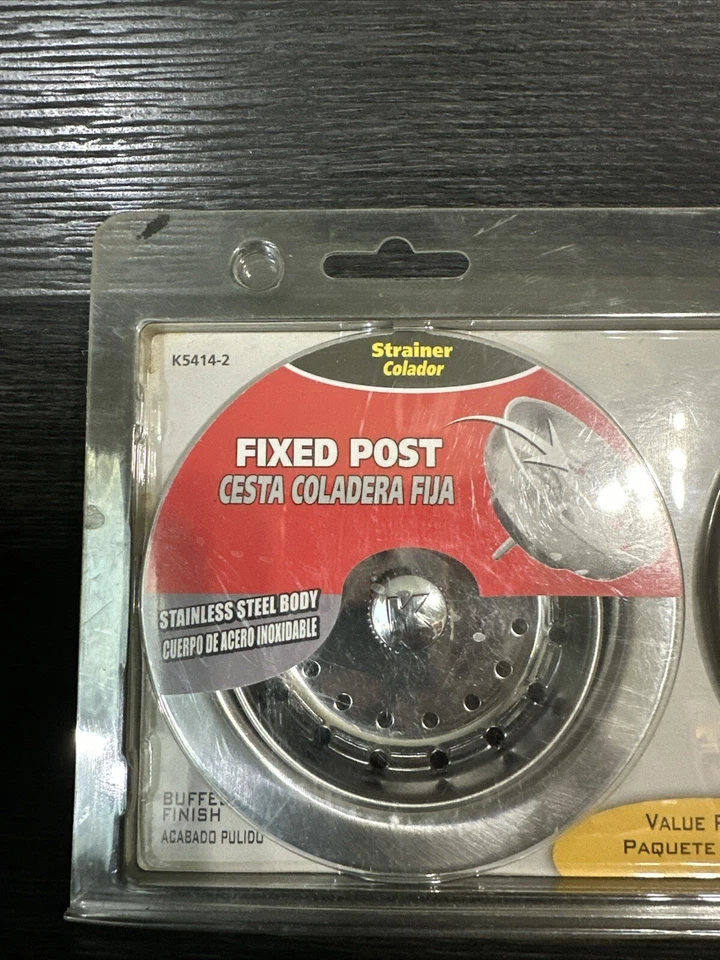 K5414-2
Strainer
Colador
FIXED POST
CESTA COLADERA FIJA
STAINLESS STEEL BODY
CUERPO DE ACERO INOXIDABLE
K
FINISH
ACABADO PULIDO
VALUE
PAQUETE